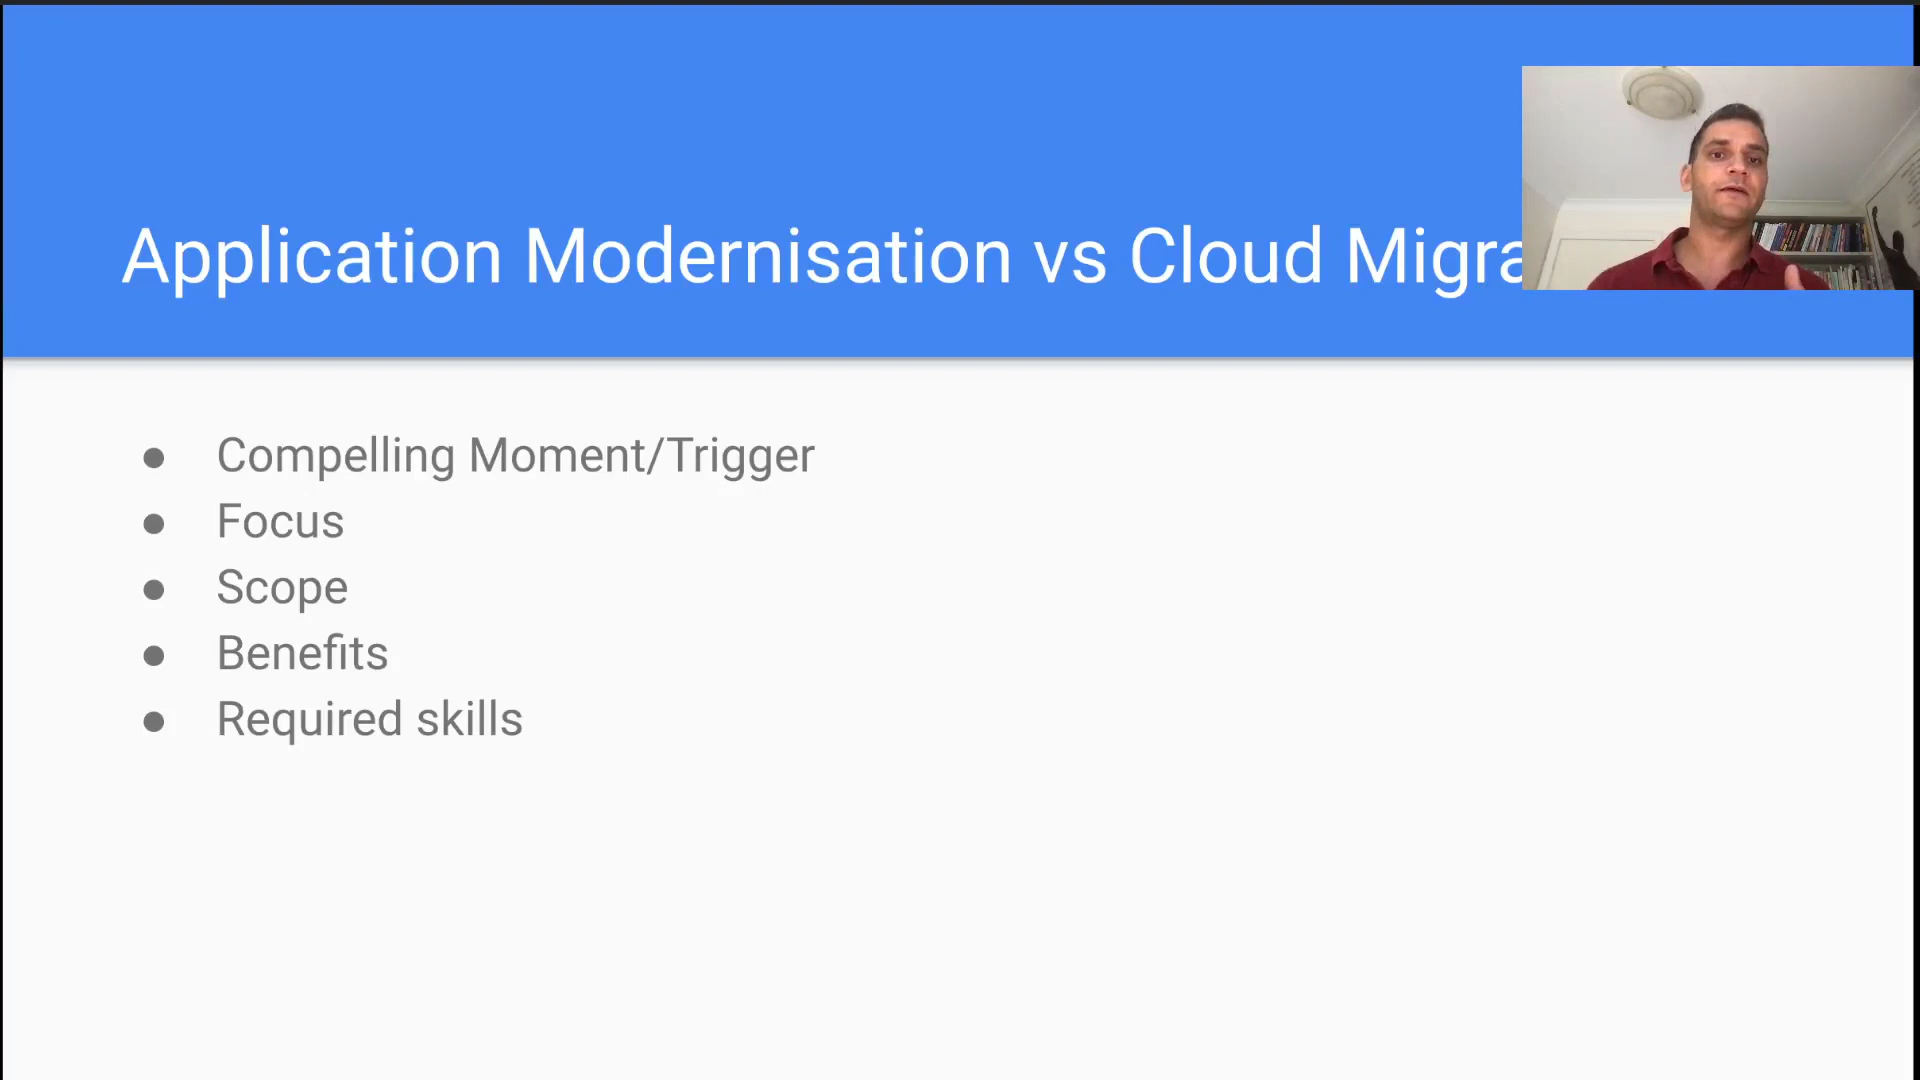 Application Modernisation vs Cloud Migra
Compelling Moment/Trigger
Focus
Scope
Benefits
Required skills